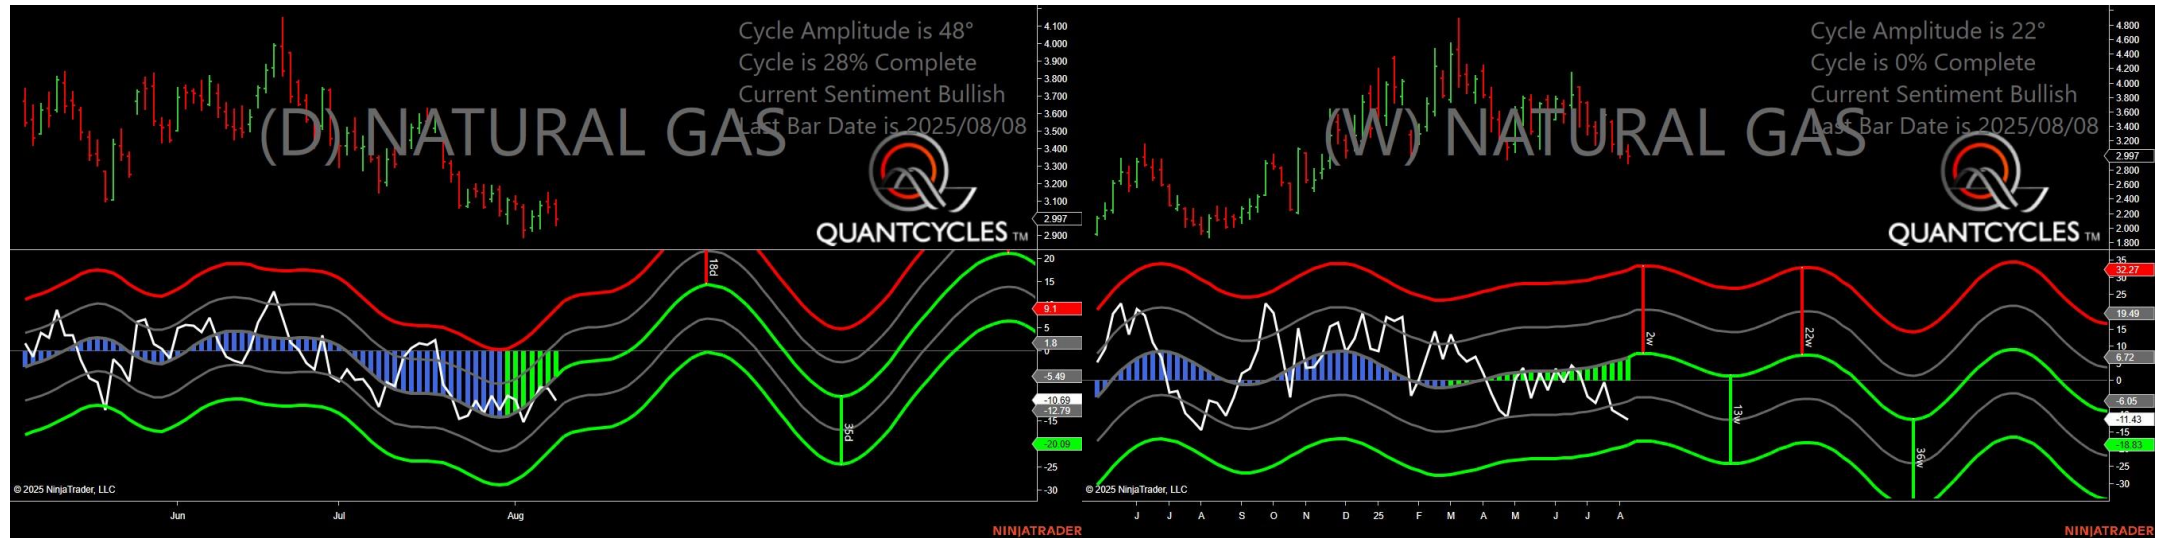 Cycle Amplitude is 48°
Cycle is 28% Complete
Current Sentiment Bullish
Last Bar Date is 2025/08/08
(D) NATURAL GAS
QUANTCYCLES TM
4.100
4.000
3.900
3.800
3.700
3.600
3.500
3.400
3.300
3.200
3.100
2.997
2.900
18d
35d
20
15
9.1
5
1.8
0
-5.49
-10.69
-12.79
-15
-20.09
-25
-30
© 2025 NinjaTrader, LLC
Jun
Jul
Aug
NINJATRADER
Cycle Amplitude is 22°
Cycle is 0% Complete
Current Sentiment Bullish
Last Bar Date is 2025/08/08
(W) NATURAL GAS
QUANTCYCLES TM
4.800
4.600
4.400
4.200
4.000
3.800
3.600
3.400
3.200
2.997
2.800
2.600
2.400
2.200
2.000
1.800
2w
22w
13w
36w
35
32.27
30
25
19.49
15
10
6.72
0
-6.05
-11.43
-15
-18.83
-25
-30
© 2025 NinjaTrader, LLC
J
J
A
S
O
N
D
25
F
M
A
M
J
J
A
NINJATRADER